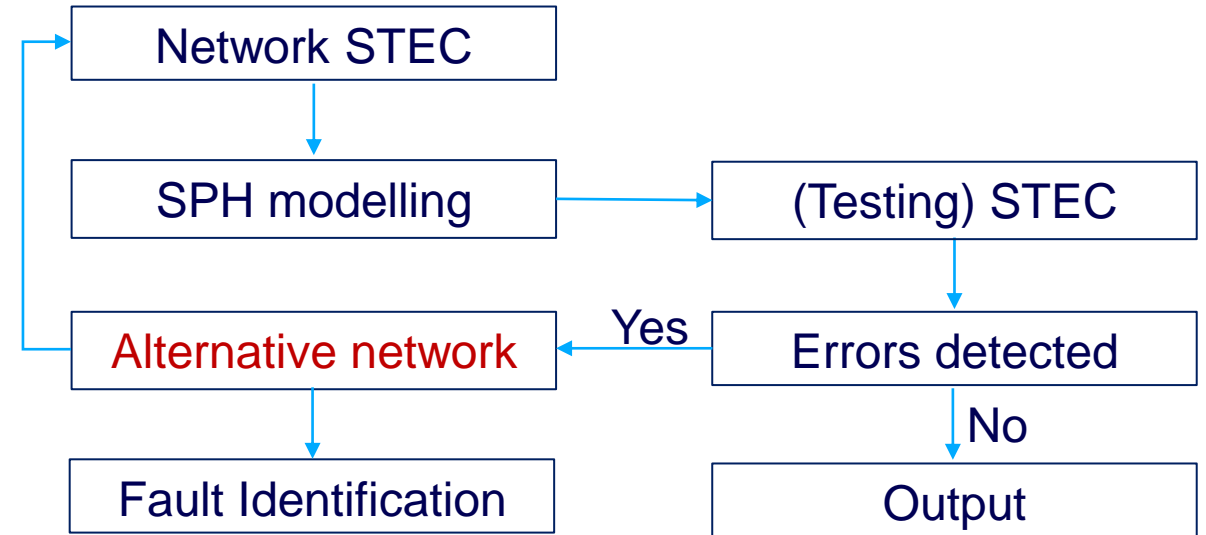 Network STEC
SPH modelling
(Testing) STEC
Alternative network
Yes
Errors detected
No
Fault Identification
Output